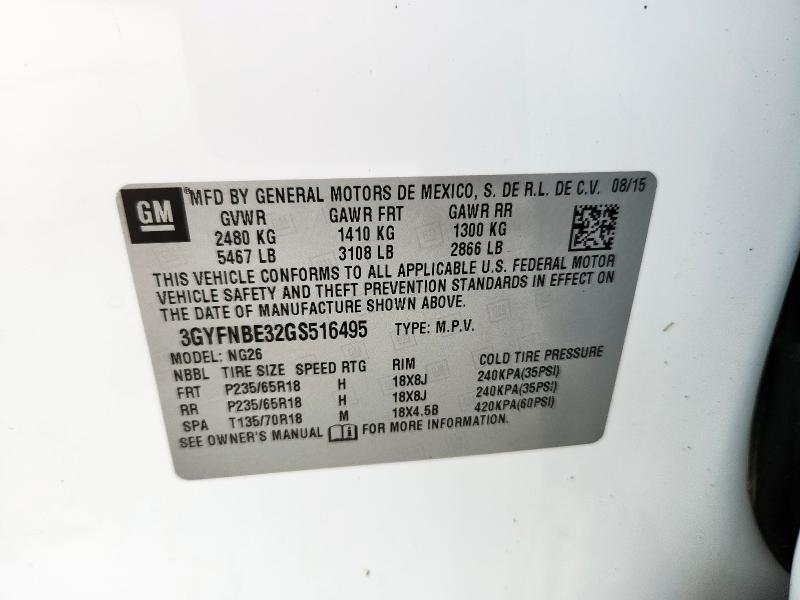 GM
®MFD BY GENERAL MOTORS DE MEXICO, S. DE R.L. DE C.V. 08/15
GVWR GAWR FRT GAWR RR
2480 KG 1410 KG 1300 KG
5467 LB 3108 LB 2866 LB
THIS VEHICLE CONFORMS TO ALL APPLICABLE U.S. FEDERAL MOTOR
VEHICLE SAFETY AND THEFT PREVENTION STANDARDS IN EFFECT ON
THE DATE OF MANUFACTURE SHOWN ABOVE.
3GYFNBE32GS516495 TYPE: M.P.V.
MODEL: NG26
NBBL TIRE SIZE SPEED RTG RIM COLD TIRE PRESSURE
FRT P235/65R18 H 18X8J 240KPA(35PSI)
RR P235/65R18 H 18X8J 240KPA(35PSI)
SPA T135/70R18 M 18X4.5B 420KPA(60PSI)
SEE OWNER'S MANUAL FOR MORE INFORMATION.